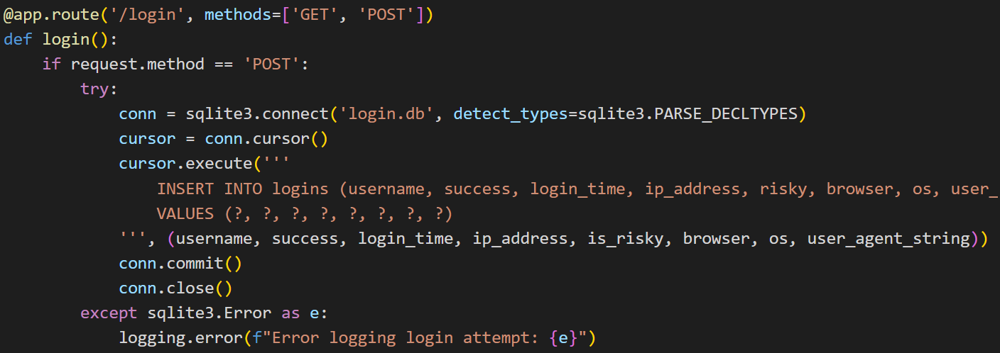 @app.route('/login', methods=['GET', 'POST'])
def login():
    if request.method == 'POST':
        try:
            conn = sqlite3.connect('login.db', detect_types=sqlite3.PARSE_DECLTYPES)
            cursor = conn.cursor()
            cursor.execute('''
                INSERT INTO logins (username, success, login_time, ip_address, risky, browser, os, user_
                VALUES (?, ?, ?, ?, ?, ?, ?, ?)
            ''', (username, success, login_time, ip_address, is_risky, browser, os, user_agent_string))
            conn.commit()
            conn.close()
        except sqlite3.Error as e:
            logging.error(f"Error logging login attempt: {e}")